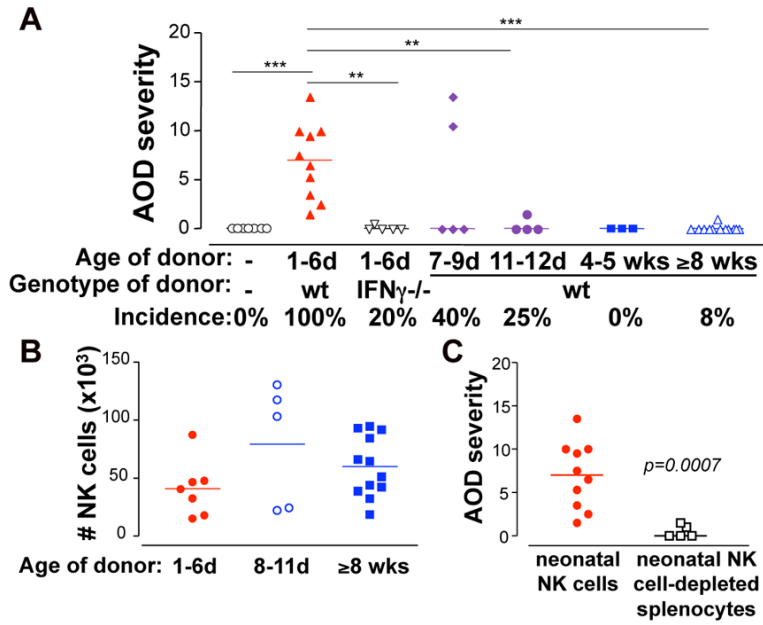 A
***
**
***
**
AOD severity
20
15
10
5
0
Age of donor: - 1-6d 1-6d 7-9d 11-12d 4-5 wks ≥8 wks
Genotype of donor: - wt IFNγ-/- wt
Incidence: 0% 100% 20% 40% 25% 0% 8%
B
# NK cells (x10³)
150
100
50
0
Age of donor: 1-6d 8-11d ≥8 wks
C
AOD severity
20
15
10
5
0
p=0.0007
neonatal NK cells
neonatal NK cell-depleted splenocytes